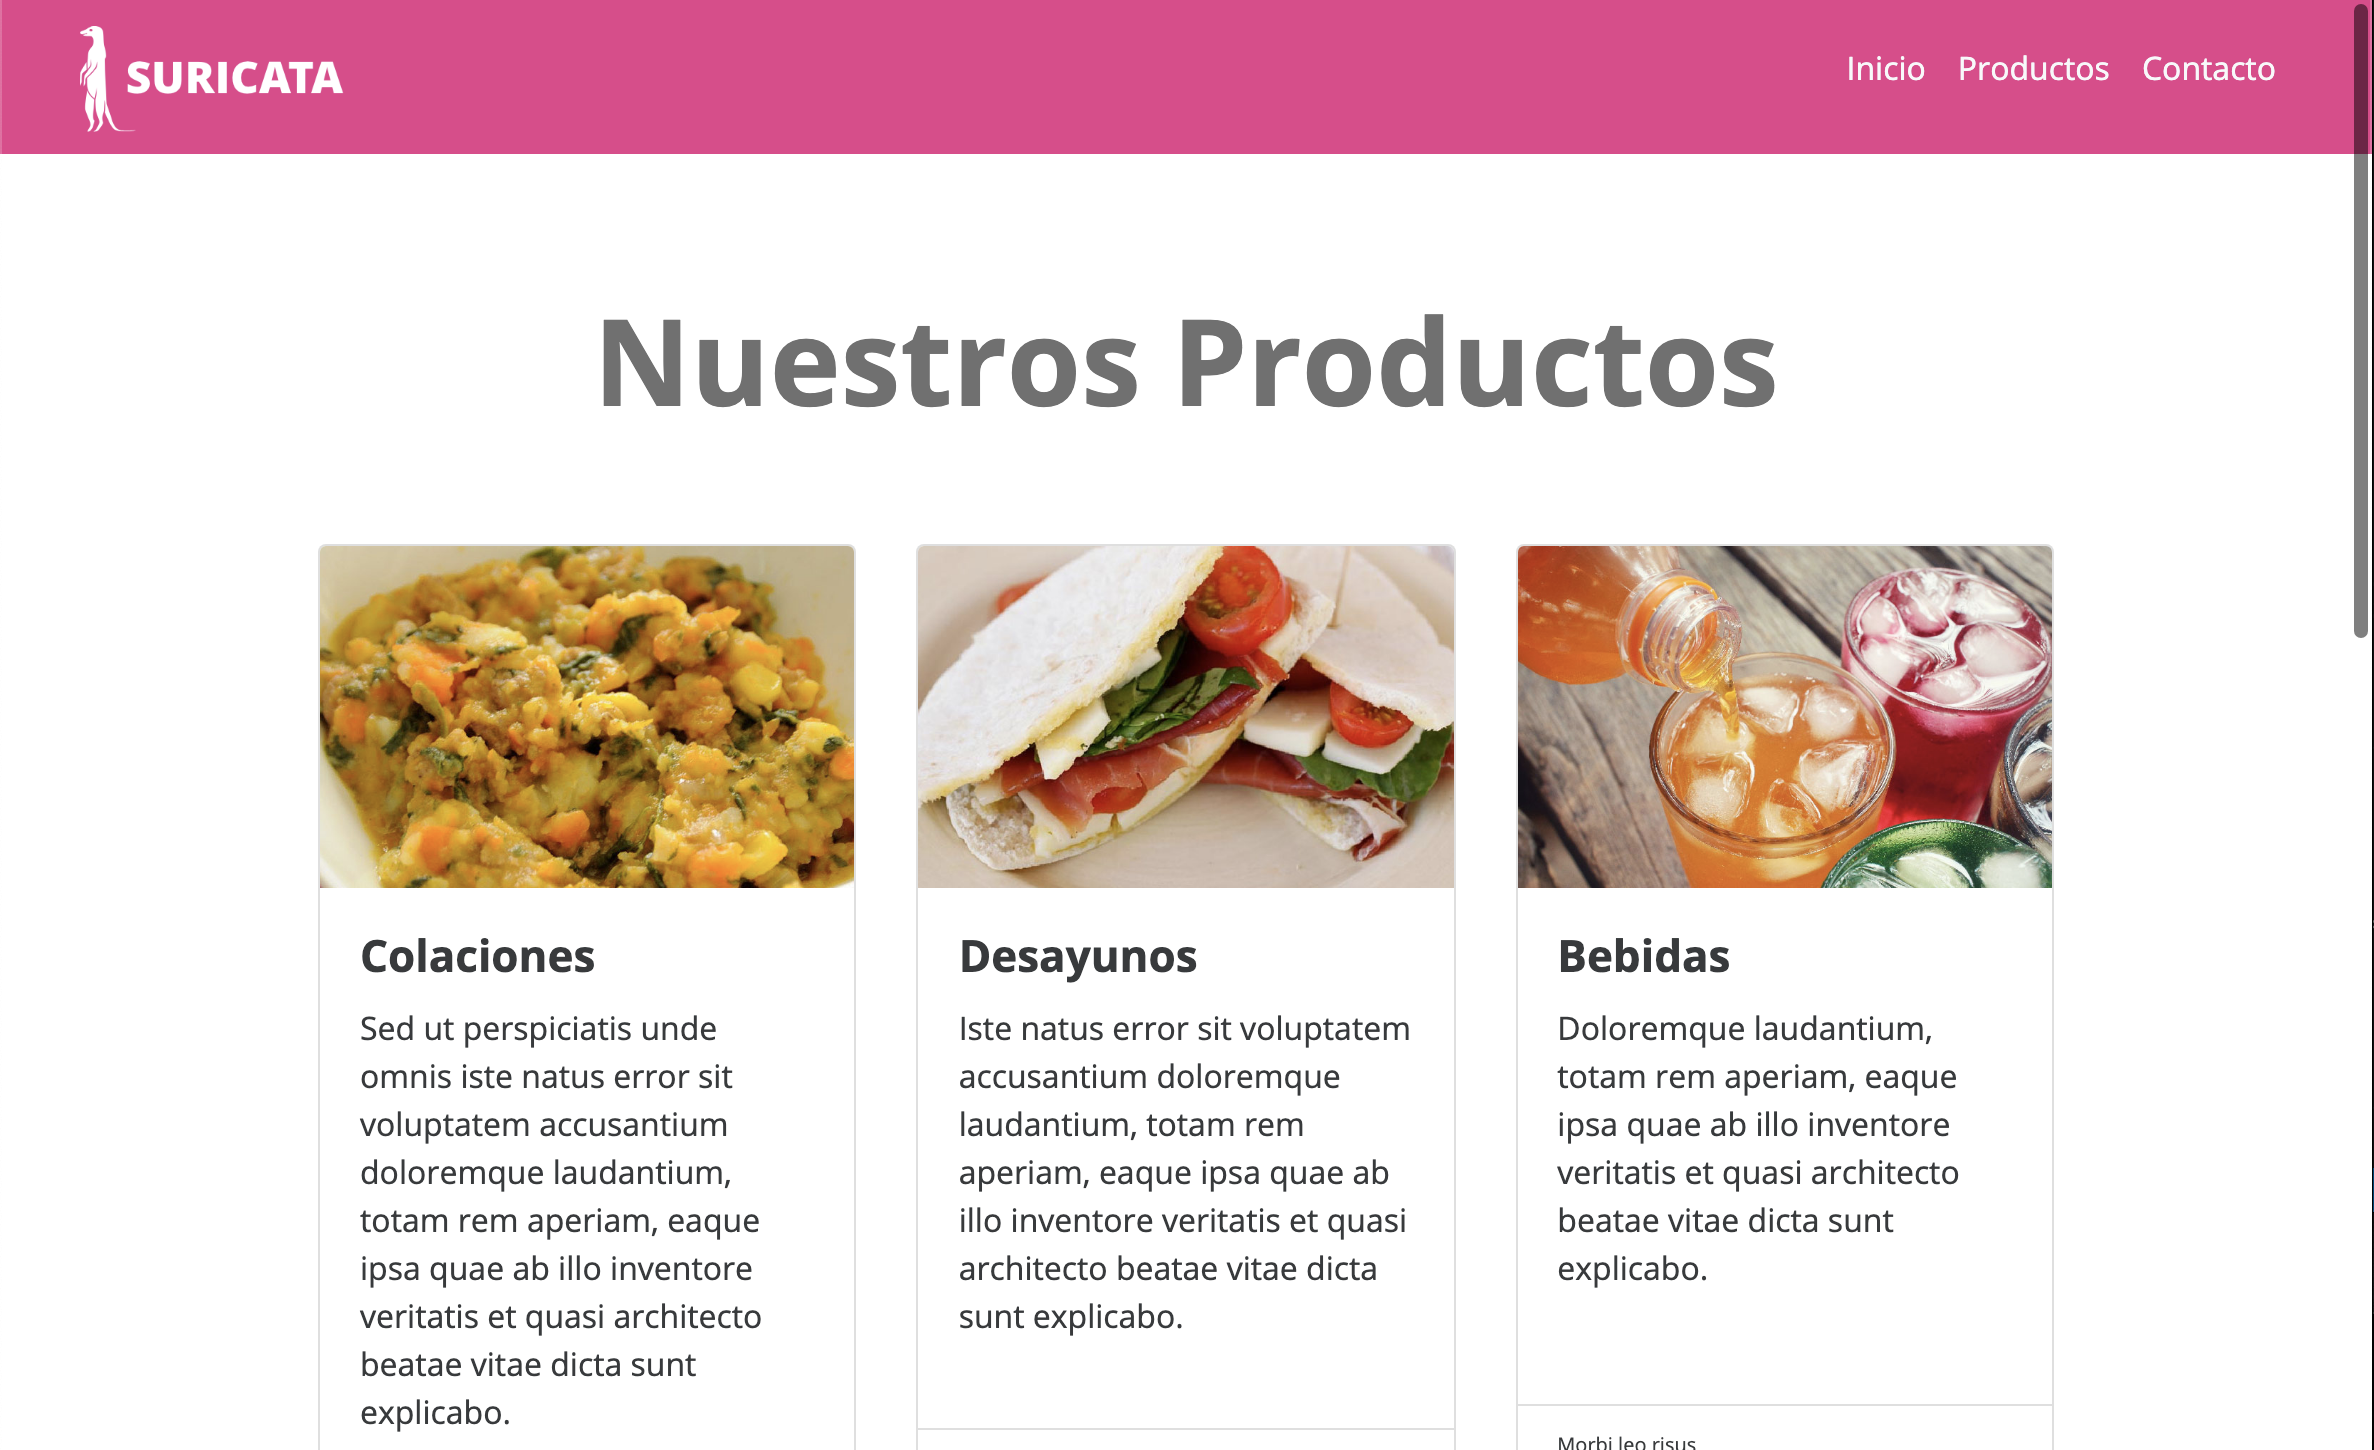 SURICATA
Inicio Productos Contacto
Nuestros Productos
Colaciones
Sed ut perspiciatis unde
omnis iste natus error sit
voluptatem accusantium
doloremque laudantium,
totam rem aperiam, eaque
ipsa quae ab illo inventore
veritatis et quasi architecto
beatae vitae dicta sunt
explicabo.
Desayunos
Iste natus error sit voluptatem
accusantium doloremque
laudantium, totam rem
aperiam, eaque ipsa quae ab
illo inventore veritatis et quasi
architecto beatae vitae dicta
sunt explicabo.
Bebidas
Doloremque laudantium,
totam rem aperiam, eaque
ipsa quae ab illo inventore
veritatis et quasi architecto
beatae vitae dicta sunt
explicabo.
Morbi leo risus